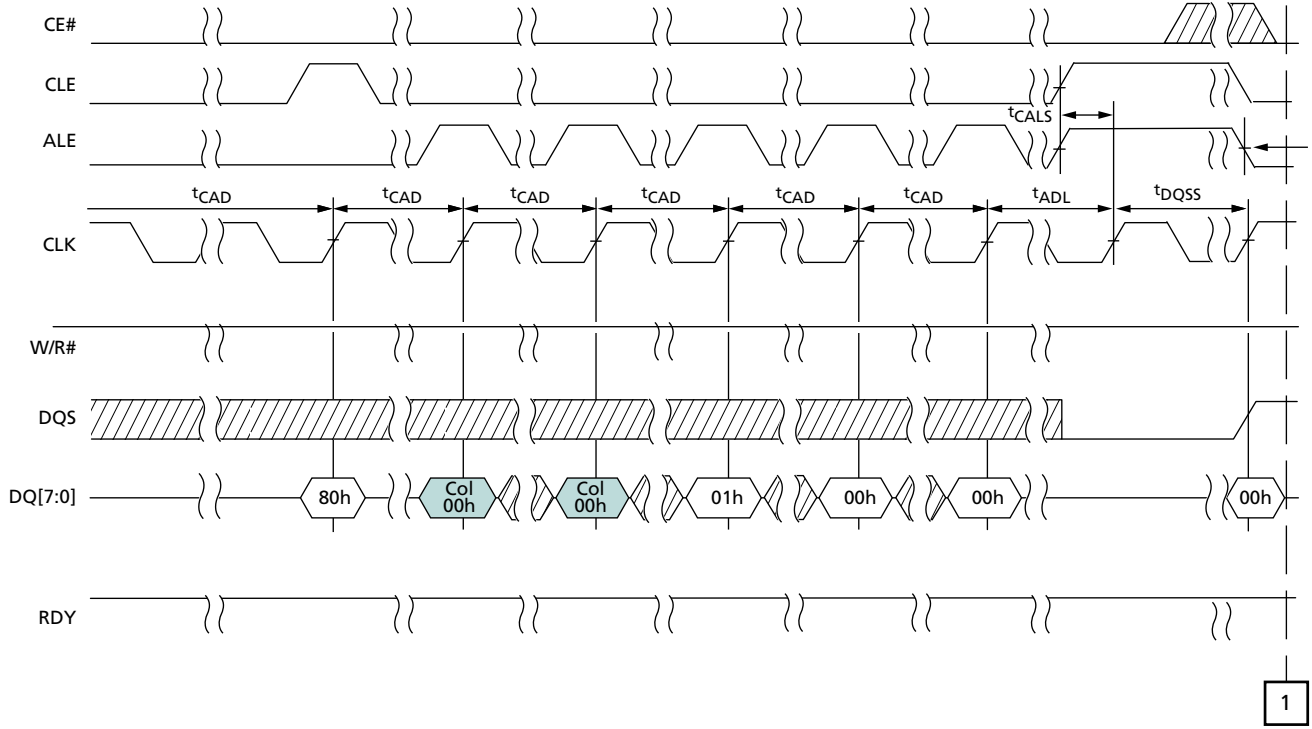 CE#
CLE
tCALS
ALE
tCAD
tCAD
tCAD
tCAD
tCAD
tCAD
tADL
tDQSS
CLK
W/R#
DQS
DQ[7:0]
80h
Col
00h
Col
00h
01h
00h
00h
00h
RDY
1